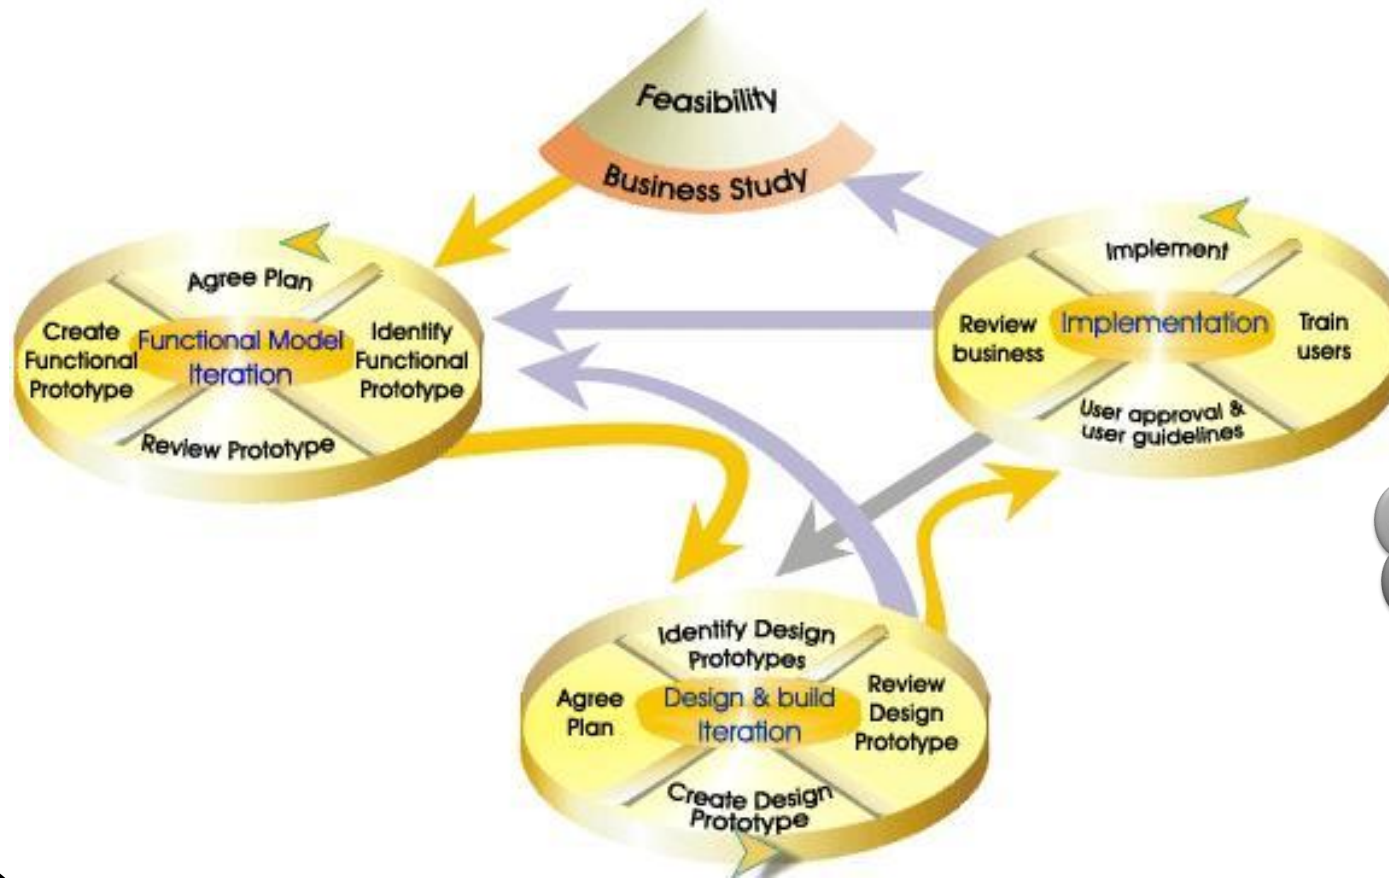 Feasibility
Business Study
Agree Plan
Create
Functional
Prototype
Functional Model
Iteration
Identify
Functional
Prototype
Review Prototype
Implement
Review
business
Implementation
Train
users
User approval &
user guidelines
Identify Design
Prototypes
Agree
Plan
Design & build
Iteration
Review
Design
Prototype
Create Design
Prototype